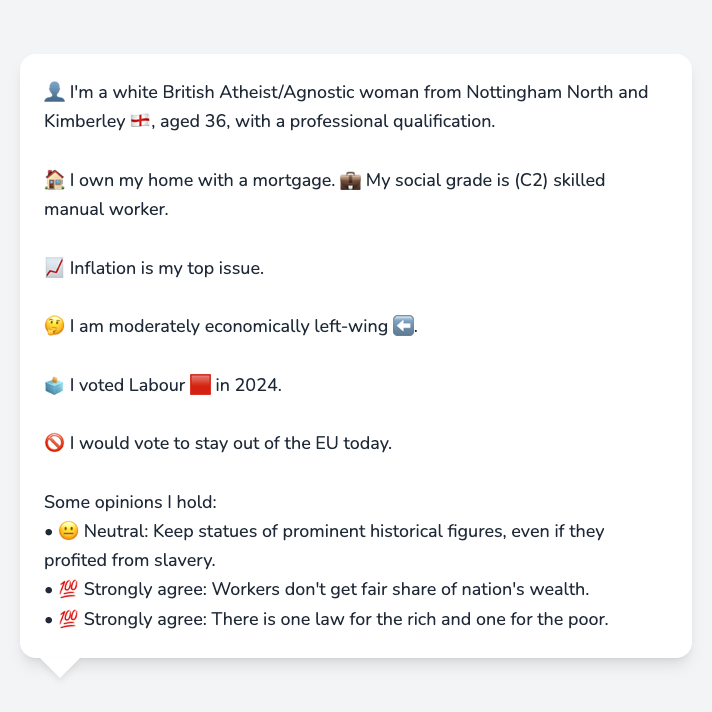 👤 I'm a white British Atheist/Agnostic woman from Nottingham North and
Kimberley 🏴󠁧󠁢󠁥󠁮󠁧󠁿, aged 36, with a professional qualification.
🏠 I own my home with a mortgage. 💼 My social grade is (C2) skilled
manual worker.
📈 Inflation is my top issue.
🤔 I am moderately economically left-wing ⬅️.
🗳️ I voted Labour 🟥 in 2024.
🚫 I would vote to stay out of the EU today.
Some opinions I hold:
• 😐 Neutral: Keep statues of prominent historical figures, even if they
profited from slavery.
• 💯 Strongly agree: Workers don't get fair share of nation's wealth.
• 💯 Strongly agree: There is one law for the rich and one for the poor.